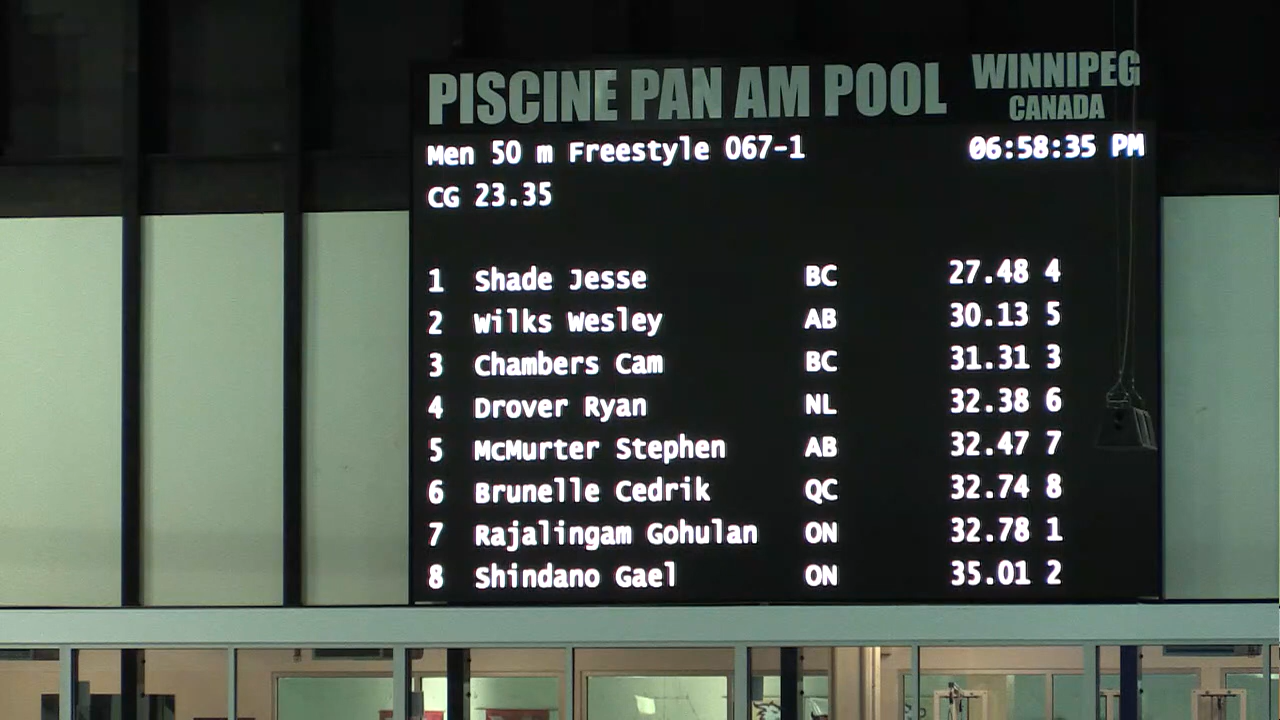 PISCINE PAN AM POOL WINNIPEG
CANADA
Men 50 m Freestyle 067-1 06:58:35 PM
CG 23.35
1 Shade Jesse BC 27.48 4
2 Wilks Wesley AB 30.13 5
3 Chambers Cam BC 31.31 3
4 Drover Ryan NL 32.38 6
5 McMurter Stephen AB 32.47 7
6 Brunelle Cedrik QC 32.74 8
7 Rajalingam Gohulan ON 32.78 1
8 Shindano Gael ON 35.01 2